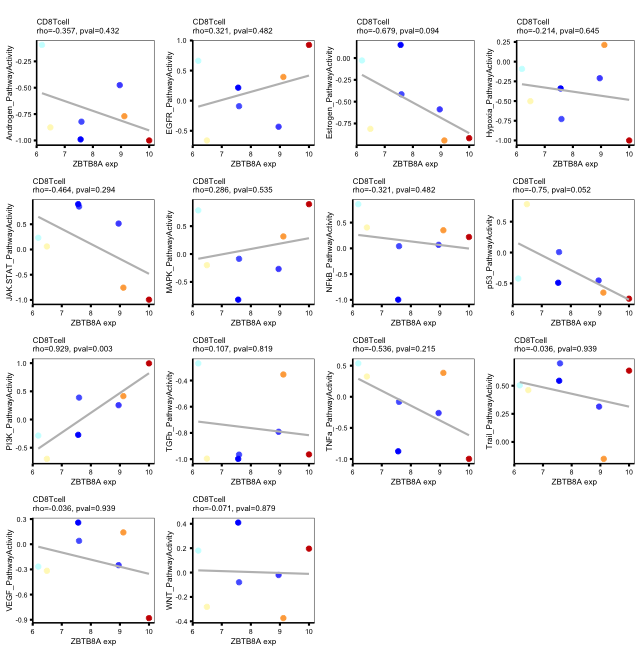 CD8Tcell
rho=-0.357, pval=0.432
Androgen_PathwayActivity
-0.25
-0.50
-0.75
-1.00
6 7 8 9 10
ZBTB8A exp
CD8Tcell
rho=0.321, pval=0.482
EGFR_PathwayActivity
1.0
0.5
0.0
-0.5
6 7 8 9 10
ZBTB8A exp
CD8Tcell
rho=-0.679, pval=0.094
Estrogen_PathwayActivity
0.00
-0.25
-0.50
-0.75
6 7 8 9 10
ZBTB8A exp
CD8Tcell
rho=-0.214, pval=0.645
Hypoxia_PathwayActivity
0.25
0.00
-0.25
-0.50
-0.75
-1.00
6 7 8 9 10
ZBTB8A exp
CD8Tcell
rho=-0.464, pval=0.294
JAK.STAT_PathwayActivity
1.0
0.5
0.0
-0.5
-1.0
6 7 8 9 10
ZBTB8A exp
CD8Tcell
rho=0.286, pval=0.535
MAPK_PathwayActivity
0.5
0.0
-0.5
6 7 8 9 10
ZBTB8A exp
CD8Tcell
rho=-0.321, pval=0.482
NFkB_PathwayActivity
0.5
0.0
-0.5
-1.0
6 7 8 9 10
ZBTB8A exp
CD8Tcell
rho=-0.75, pval=0.052
p53_PathwayActivity
0.5
0.0
-0.5
6 7 8 9 10
ZBTB8A exp
CD8Tcell
rho=0.929, pval=0.003
PI3K_PathwayActivity
1.0
0.5
0.0
-0.5
6 7 8 9 10
ZBTB8A exp
CD8Tcell
rho=0.107, pval=0.819
TGFb_PathwayActivity
-0.4
-0.6
-0.8
-1.0
6 7 8 9 10
ZBTB8A exp
CD8Tcell
rho=-0.536, pval=0.215
TNFa_PathwayActivity
0.5
0.0
-0.5
-1.0
6 7 8 9 10
ZBTB8A exp
CD8Tcell
rho=-0.036, pval=0.939
Trail_PathwayActivity
0.50
0.00
6 7 8 9 10
ZBTB8A exp
CD8Tcell
rho=-0.036, pval=0.939
VEGF_PathwayActivity
0.3
0.0
-0.3
-0.6
-0.9
6 7 8 9 10
ZBTB8A exp
CD8Tcell
rho=-0.071, pval=0.879
WNT_PathwayActivity
0.4
0.2
0.0
-0.2
-0.4
6 7 8 9 10
ZBTB8A exp